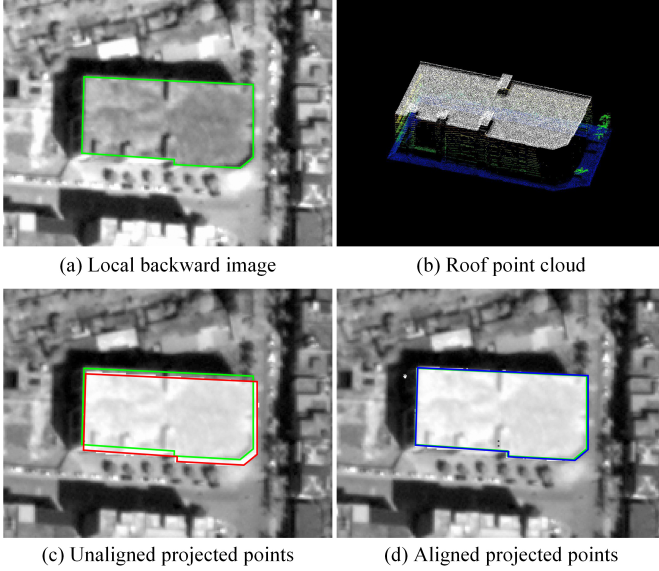 (a) Local backward image
(b) Roof point cloud
(c) Unaligned projected points
(d) Aligned projected points